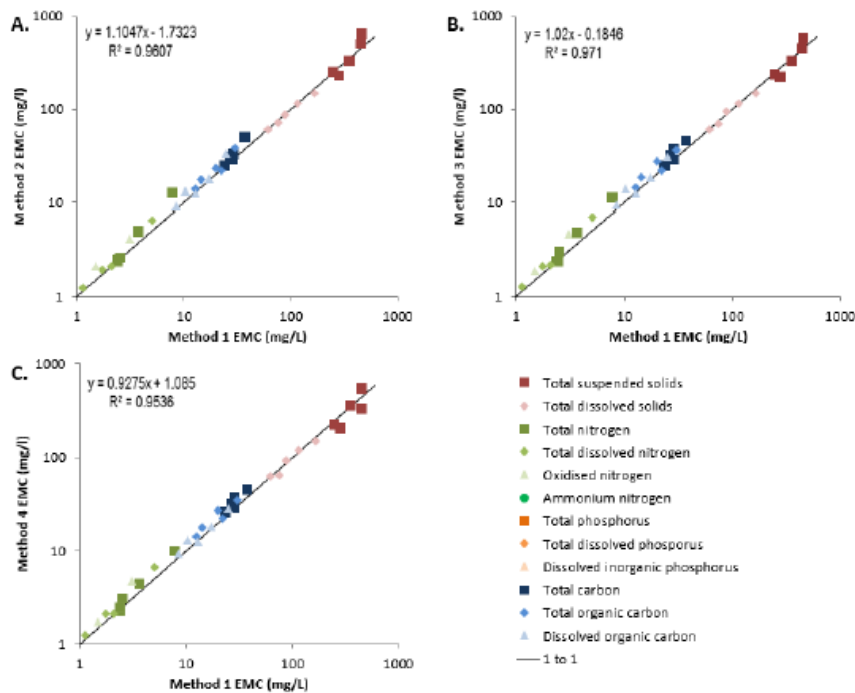 A.
y = 1.1047x - 1.7323
R² = 0.9607
1000
100
10
1
Method 2 EMC (mg/l)
1
10
100
1000
Method 1 EMC (mg/L)
B.
y = 1.02x - 0.1846
R² = 0.971
1000
100
10
1
Method 3 EMC (mg/l)
1
10
100
1000
Method 1 EMC (mg/L)
C.
y = 0.9275x + 1.085
R² = 0.9536
1000
100
10
1
Method 4 EMC (mg/l)
1
10
100
1000
Method 1 EMC (mg/L)
Total suspended solids
Total dissolved solids
Total nitrogen
Total dissolved nitrogen
Oxidised nitrogen
Ammonium nitrogen
Total phosphorus
Total dissolved phosporus
Dissolved inorganic phosphorus
Total carbon
Total organic carbon
Dissolved organic carbon
1 to 1